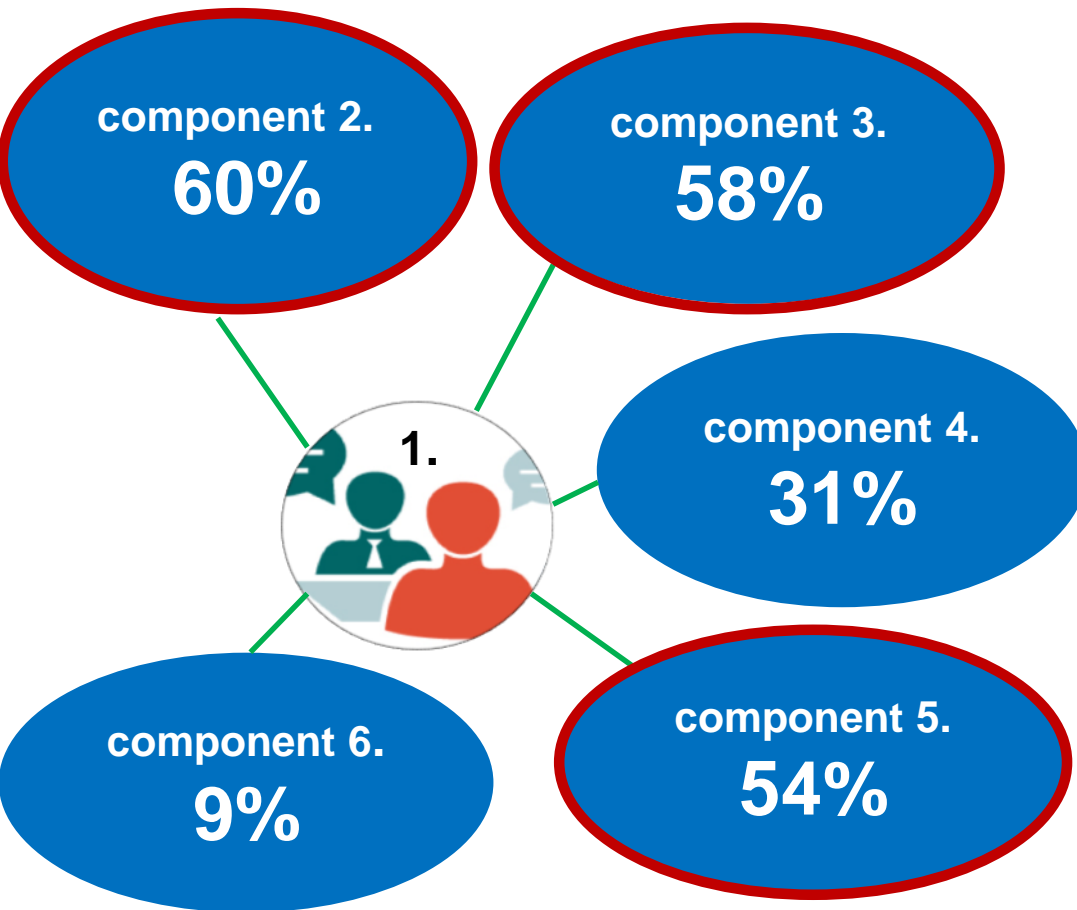 component 2.
60%
component 3.
58%
1.
component 4.
31%
component 5.
54%
component 6.
9%